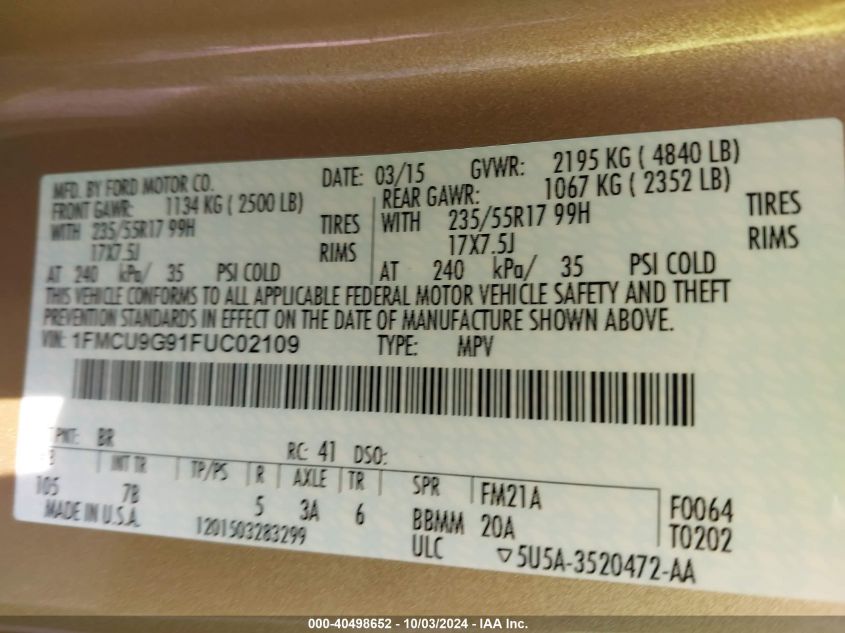 MFD. BY FORD MOTOR CO.
DATE: 03/15 GVWR: 2195 KG ( 4840 LB)
FRONT GAWR: 1134 KG ( 2500 LB)
REAR GAWR: 1067 KG ( 2352 LB)
WITH 235/55R17 99H TIRES
WITH 235/55R17 99H TIRES
17X7.5J RIMS
17X7.5J RIMS
AT 240 kPa/ 35 PSI COLD
AT 240 kPa/ 35 PSI COLD
THIS VEHICLE CONFORMS TO ALL APPLICABLE FEDERAL MOTOR VEHICLE SAFETY AND THEFT
PREVENTION STANDARDS IN EFFECT ON THE DATE OF MANUFACTURE SHOWN ABOVE.
VIN: 1FMCU9G91FUC02109 TYPE: MPV
PNT: BR RC: 41 DSO:
INT TR TP/PS R AXLE TR SPR FM21A F0064
105 7B 5 3A 6 BBMM 20A T0202
MADE IN U.S.A. 1201503283299 ULC ▽5U5A-3520472-AA
000-40498652 - 10/03/2024 - IAA Inc.